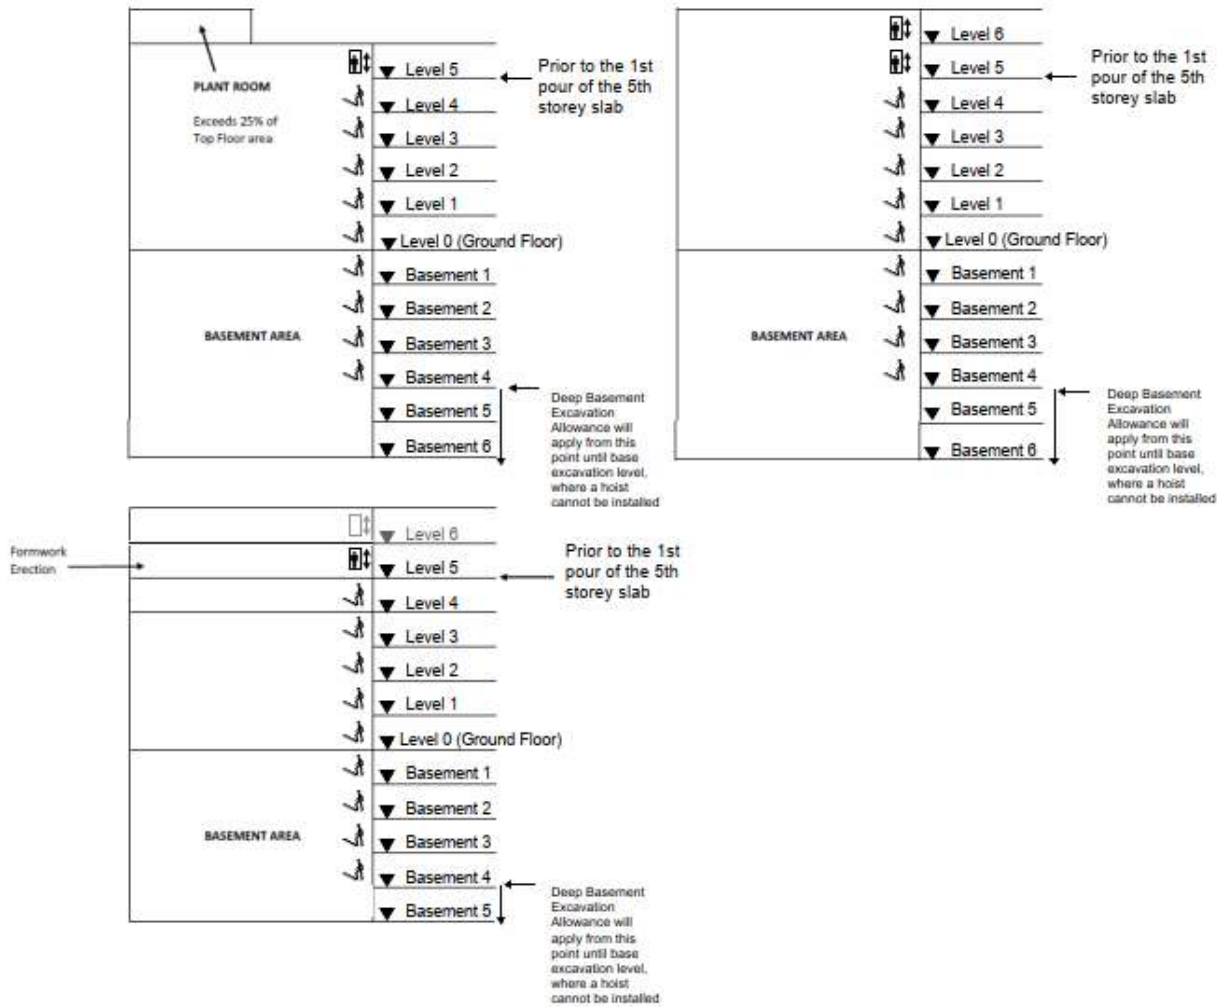 PLANT ROOM
Exceeds 25% of
Top Floor area
Level 5
Level 4
Level 3
Level 2
Level 1
Level 0 (Ground Floor)
Prior to the 1st
pour of the 5th
storey slab
BASEMENT AREA
Basement 1
Basement 2
Basement 3
Basement 4
Basement 5
Basement 6
Deep Basement
Excavation
Allowance will
apply from this
point until base
excavation level,
where a hoist
cannot be installed
Level 6
Level 5
Level 4
Level 3
Level 2
Level 1
Level 0 (Ground Floor)
Prior to the 1st
pour of the 5th
storey slab
BASEMENT AREA
Basement 1
Basement 2
Basement 3
Basement 4
Basement 5
Basement 6
Deep Basement
Excavation
Allowance will
apply from this
point until base
excavation level,
where a hoist
cannot be installed
Formwork
Erection
Level 6
Level 5
Level 4
Level 3
Level 2
Level 1
Level 0 (Ground Floor)
Prior to the 1st
pour of the 5th
storey slab
BASEMENT AREA
Basement 1
Basement 2
Basement 3
Basement 4
Basement 5
Deep Basement
Excavation
Allowance will
apply from this
point until base
excavation level,
where a hoist
cannot be installed